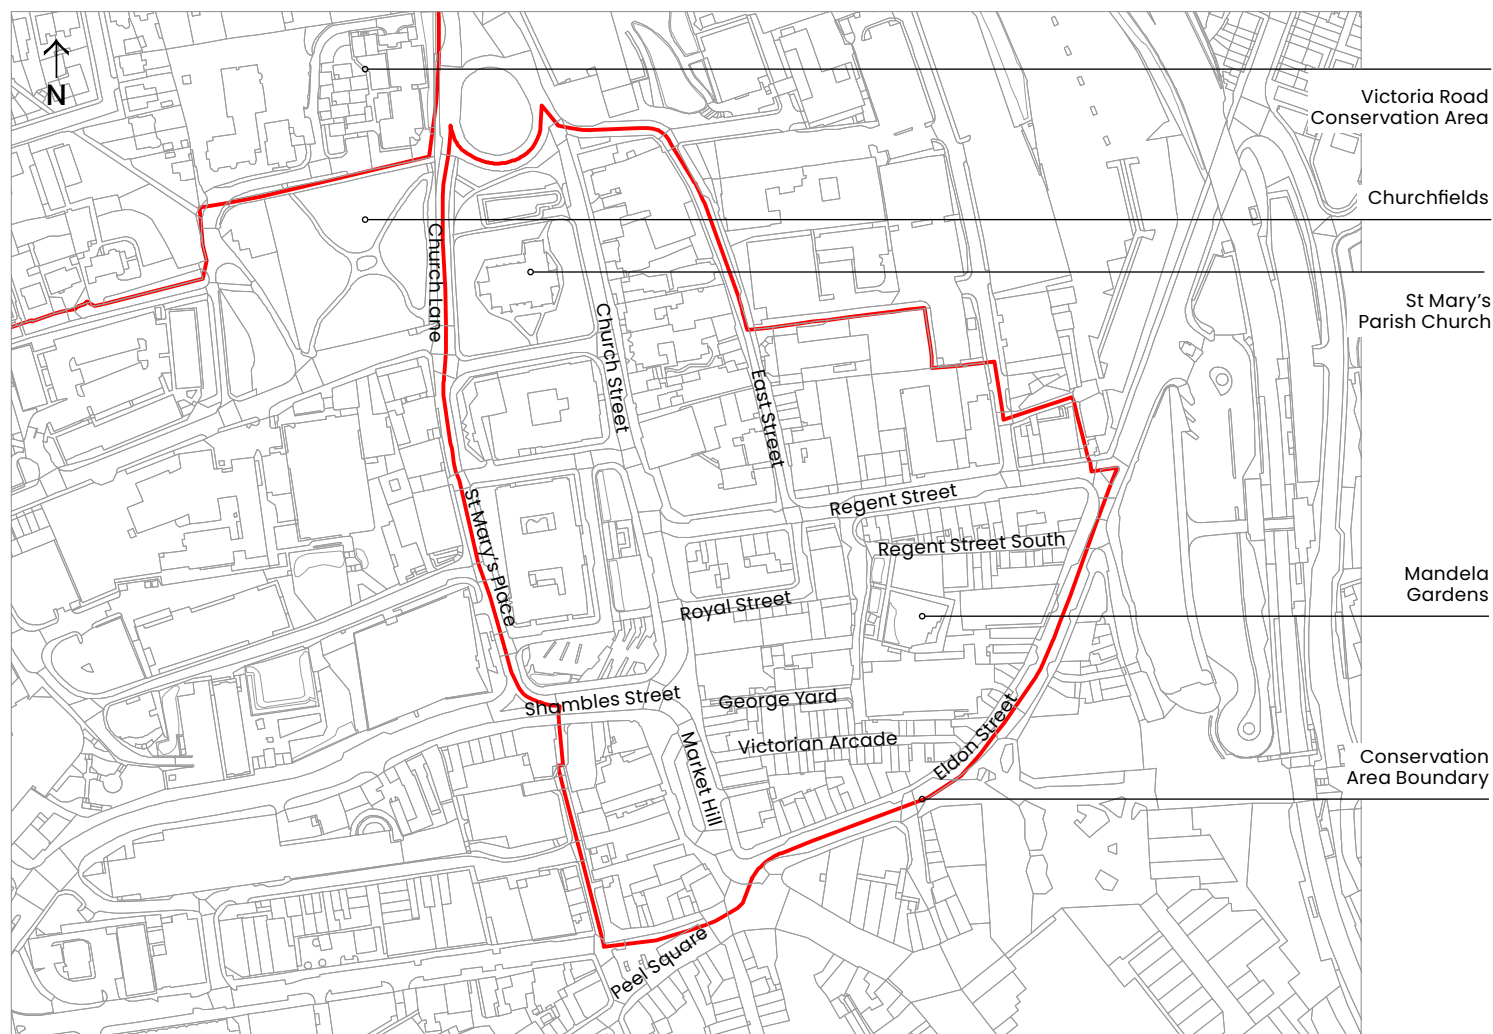 N
Victoria Road
Conservation Area
Churchfields
St Mary’s
Parish Church
Church Lane
Church Street
East Street
Regent Street
Regent Street South
St Mary’s Place
Royal Street
Mandela
Gardens
Shambles Street
George Yard
Victorian Arcade
Market Hill
Eldon Street
Conservation
Area Boundary
Peel Square